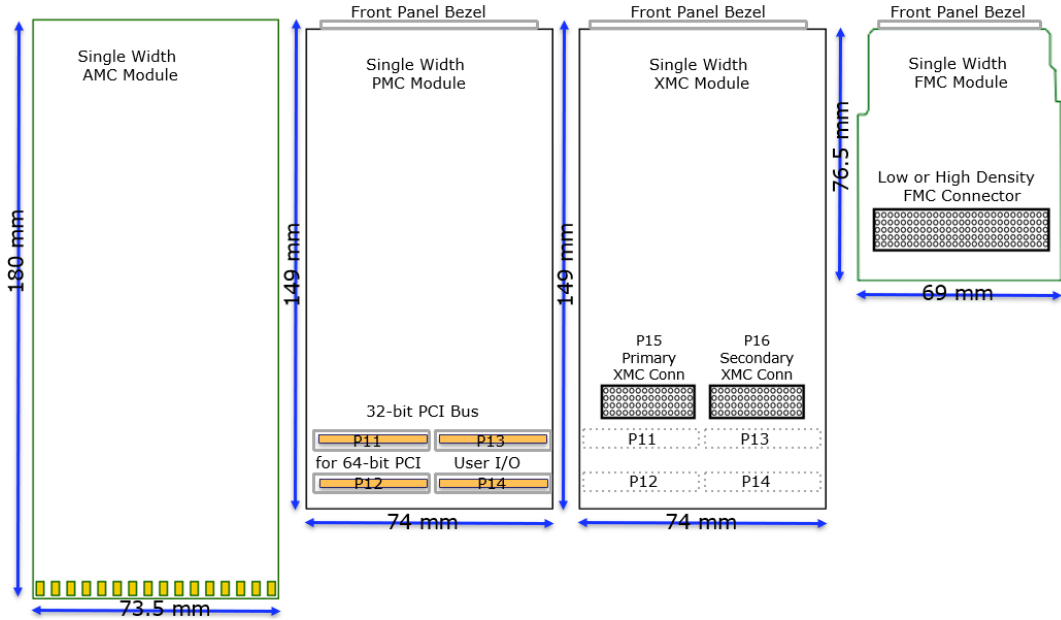 Single Width
AMC Module
180 mm
73.5 mm
Front Panel Bezel
Single Width
PMC Module
149 mm
32-bit PCI Bus
P11
P13
for 64-bit PCI
User I/O
P12
P14
74 mm
Front Panel Bezel
Single Width
XMC Module
149 mm
P15
Primary
XMC Conn
P16
Secondary
XMC Conn
P11
P13
P12
P14
74 mm
Front Panel Bezel
Single Width
FMC Module
76.5 mm
Low or High Density
FMC Connector
69 mm